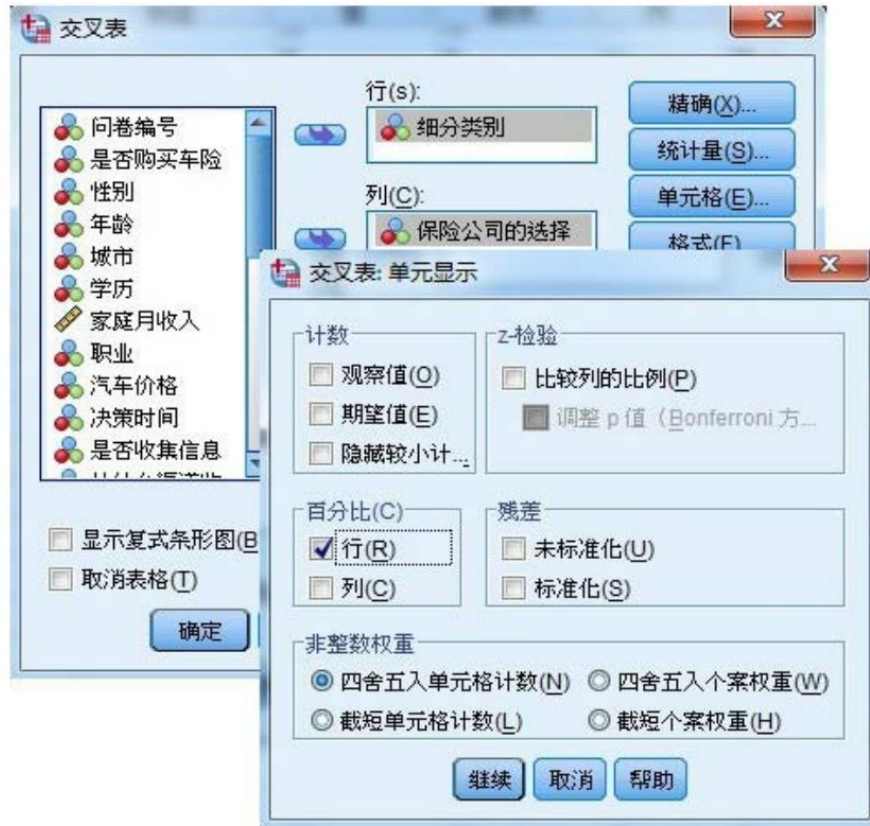 交叉表
问卷编号
是否购买车险
性别
年龄
城市
学历
家庭月收入
职业
汽车价格
决策时间
是否收集信息
行(s):
细分类别
列(C):
保险公司的选择
精确(X)...
统计量(S)...
单元格(E)...
格式(F)
显示复式条形图(B
取消表格(T)
确定
交叉表: 单元显示
计数
观察值(O)
期望值(E)
隐藏较小计...
z-检验
比较列的比例(P)
调整 p 值（Bonferroni 方...
百分比(C)
行(R)
列(C)
残差
未标准化(U)
标准化(S)
非整数权重
四舍五入单元格计数(N) 四舍五入个案权重(W)
截短单元格计数(L) 截短个案权重(H)
继续 取消 帮助